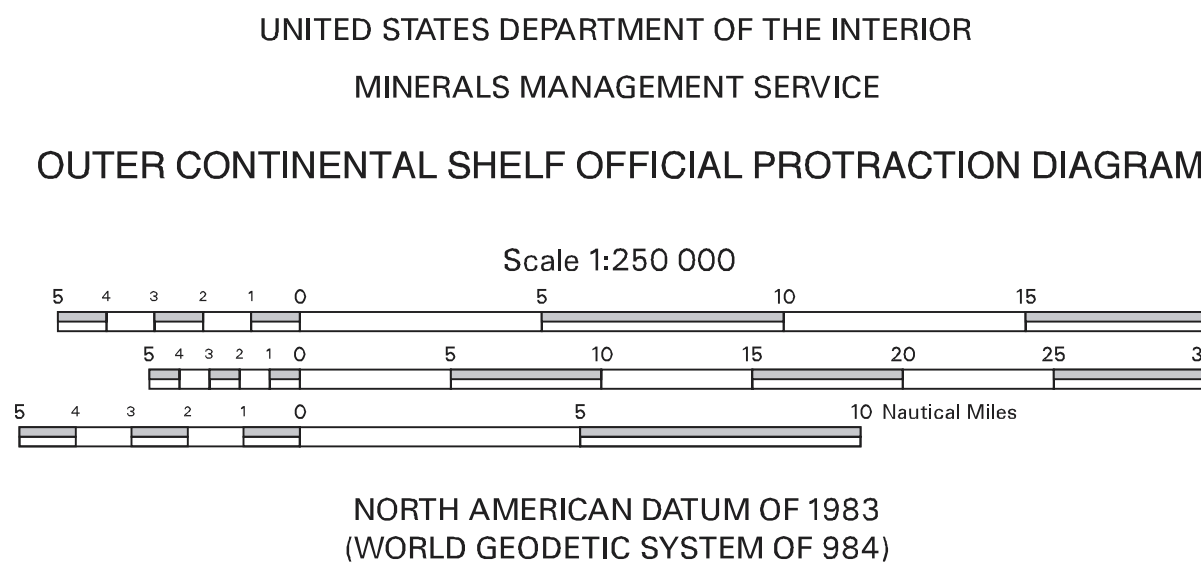 UNITED STATES DEPARTMENT OF THE INTERIOR
MINERALS MANAGEMENT SERVICE
OUTER CONTINENTAL SHELF OFFICIAL PROTRACTION DIAGRAM
Scale 1:250 000
5 4 3 2 1 0 5 10 15
5 4 3 2 1 0 5 10 15 20 25
5 4 3 2 1 0 5 10 Nautical Miles
NORTH AMERICAN DATUM OF 1983
(WORLD GEODETIC SYSTEM OF 984)